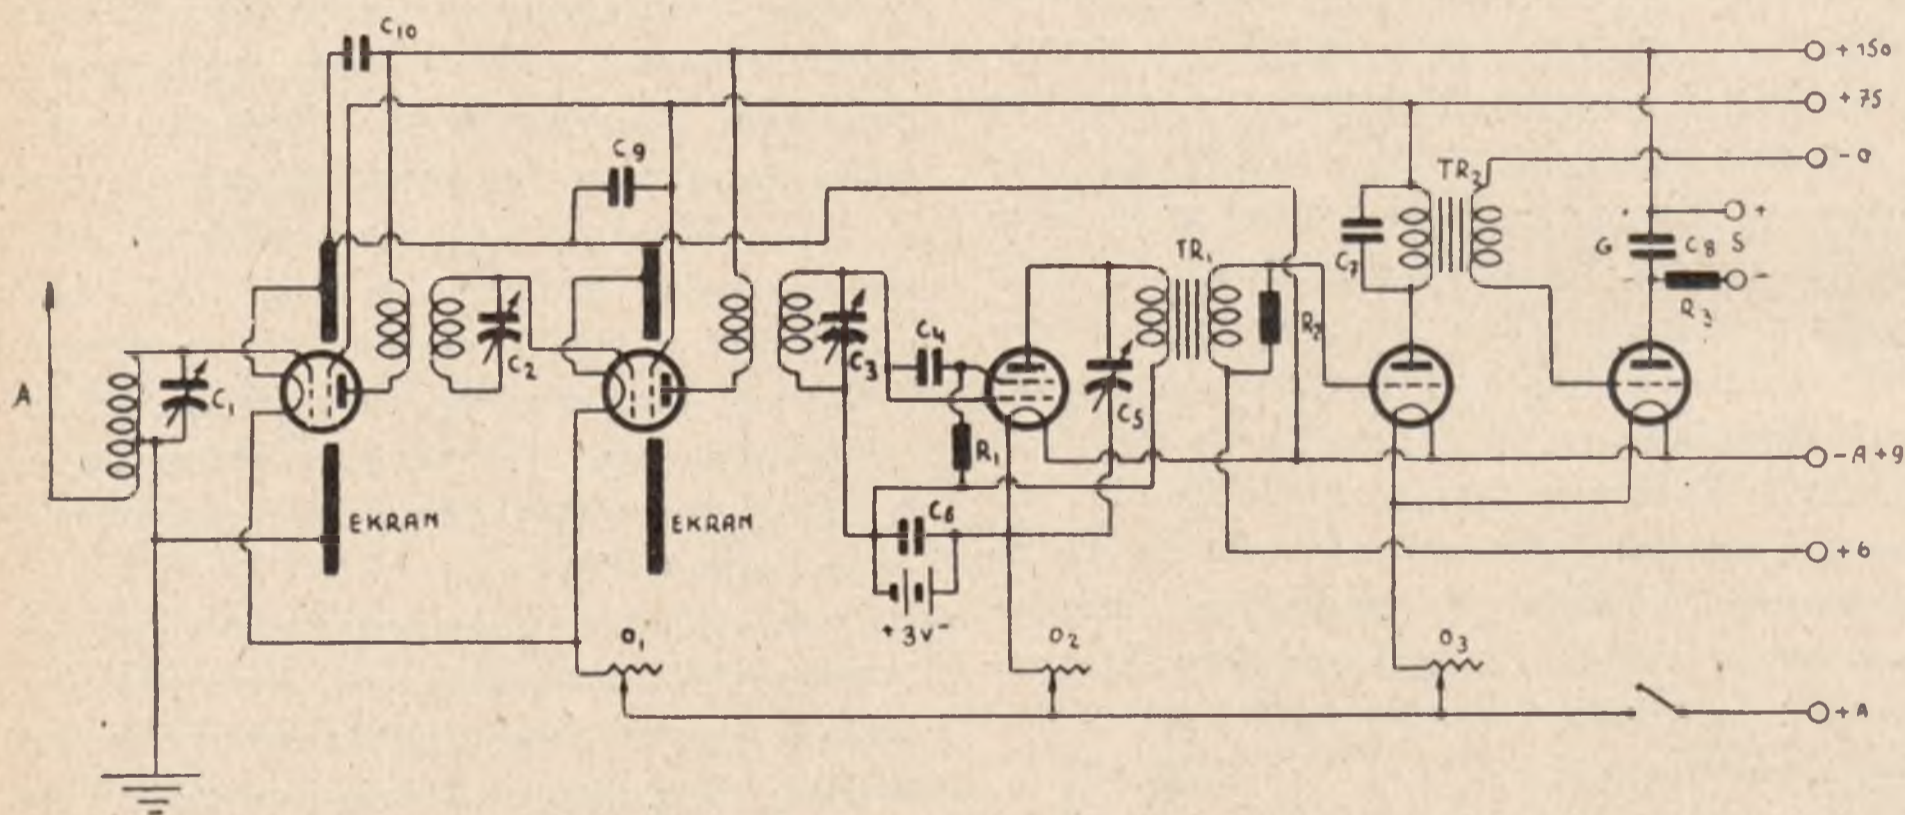 C10
+ 150
+ 75
- 0
C9
TR2
+
G C8 S
- -
R3
C7
TR1
A
C1
C2
C3
C4
C5
R2
R1
- A + 9
EKRAN
EKRAN
C6
+ 6
+ 3V -
O1
O2
O3
+ A